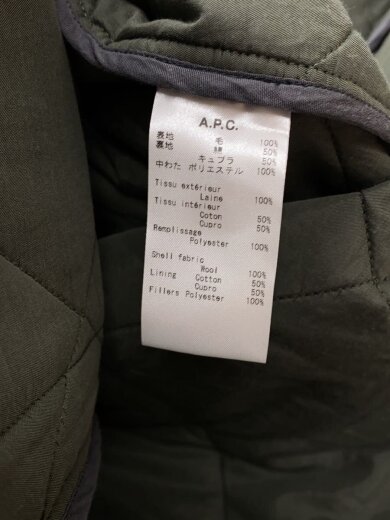 A.P.C.
表地 毛 100%
裏地 綿 50%
キュプラ 50%
中わた ポリエステル 100%
Tissu extérieur
Laine 100%
Tissu intérieur
Coton 50%
Cupro 50%
Remplissage
Polyester 100%
Shell fabric
Wool 100%
Lining Cotton 50%
Cupro 50%
Fillers Polyester 100%